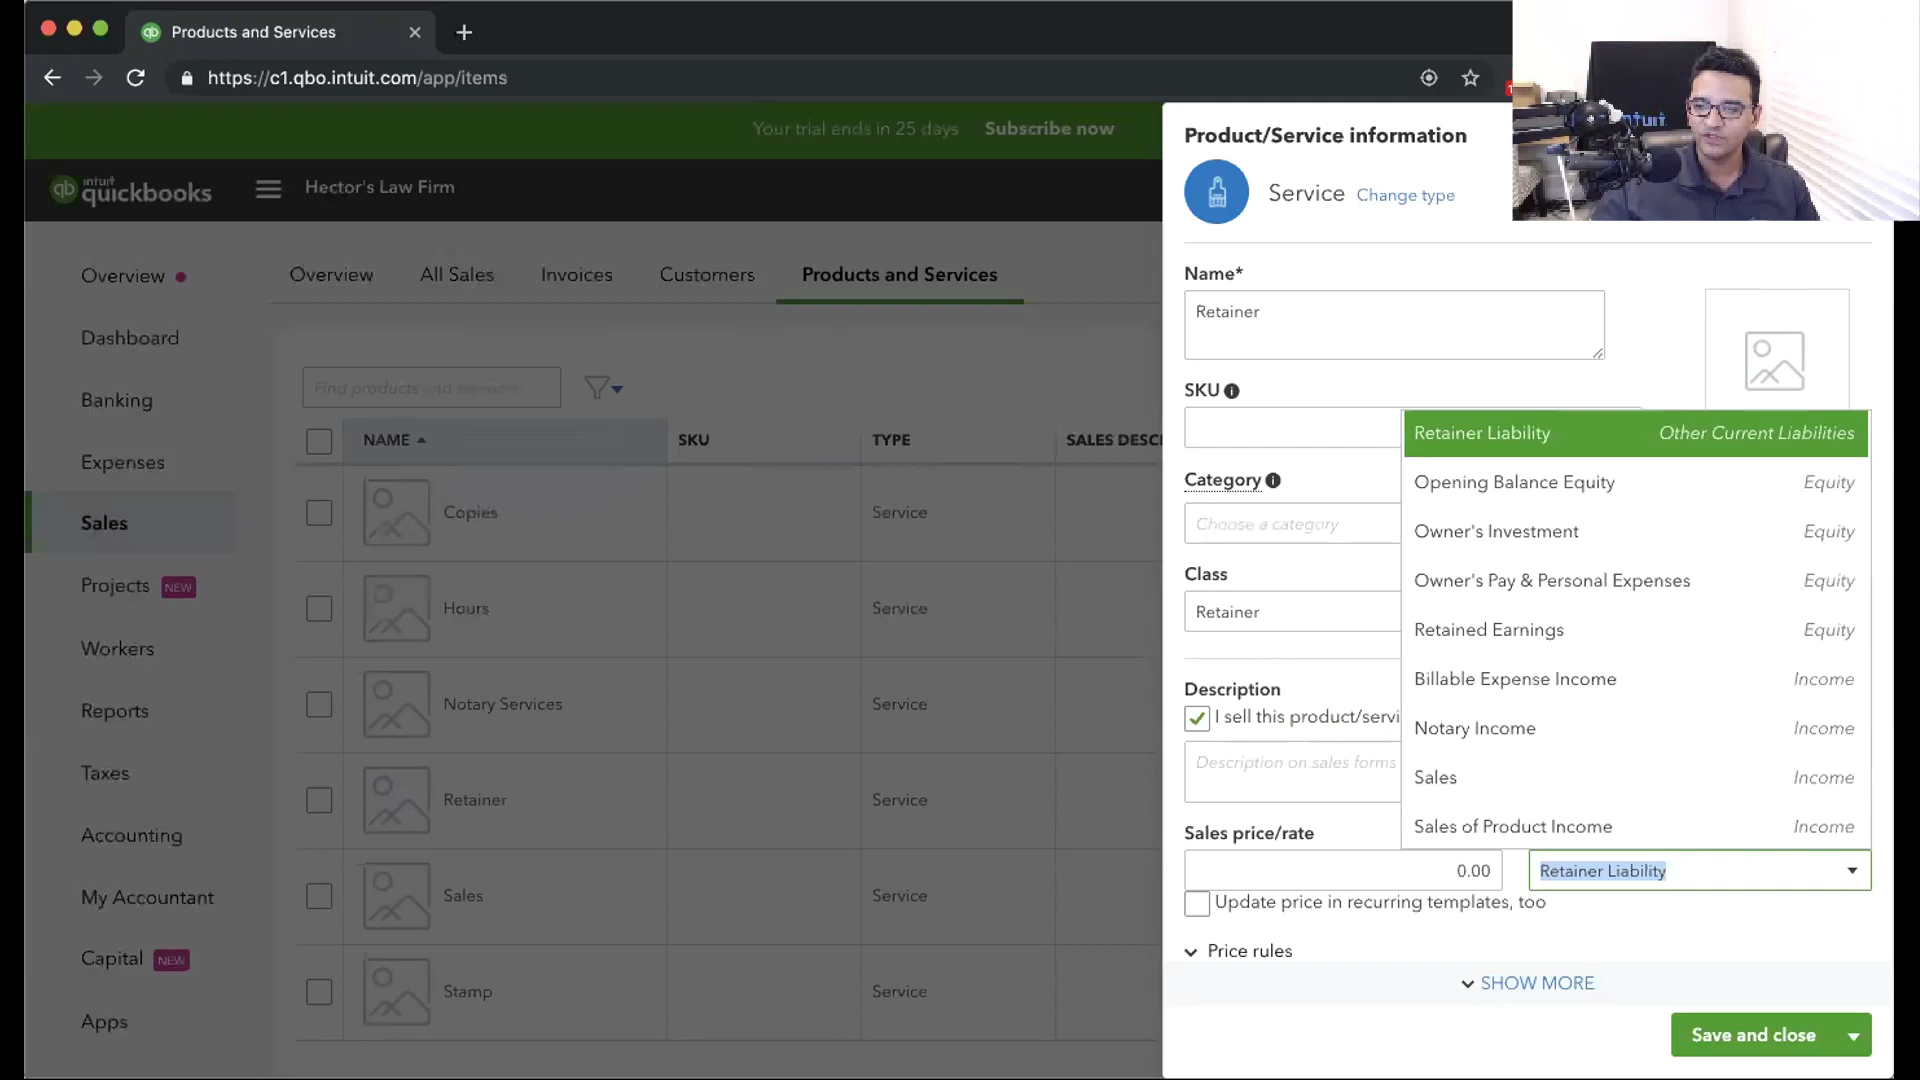 Products and Services
https://c1.qbo.intuit.com/app/items
Your trial ends in 25 days Subscribe now
intuit quickbooks
Hector's Law Firm
Overview
Dashboard
Banking
Expenses
Sales
Projects NEW
Workers
Reports
Taxes
Accounting
My Accountant
Capital NEW
Apps
Overview All Sales Invoices Customers Products and Services
Find products and services
NAME SKU TYPE SALES DESC
Copies Service
Hours Service
Notary Services Service
Retainer Service
Sales Service
Stamp Service
Product/Service information
Service Change type
Name*
Retainer
SKU
Category
Choose a category
Class
Retainer
Description
I sell this product/servi
Description on sales forms
Retainer Liability Other Current Liabilities
Opening Balance Equity Equity
Owner's Investment Equity
Owner's Pay & Personal Expenses Equity
Retained Earnings Equity
Billable Expense Income Income
Notary Income Income
Sales Income
Sales of Product Income Income
Sales price/rate
0.00 Retainer Liability
Update price in recurring templates, too
Price rules
SHOW MORE
Save and close